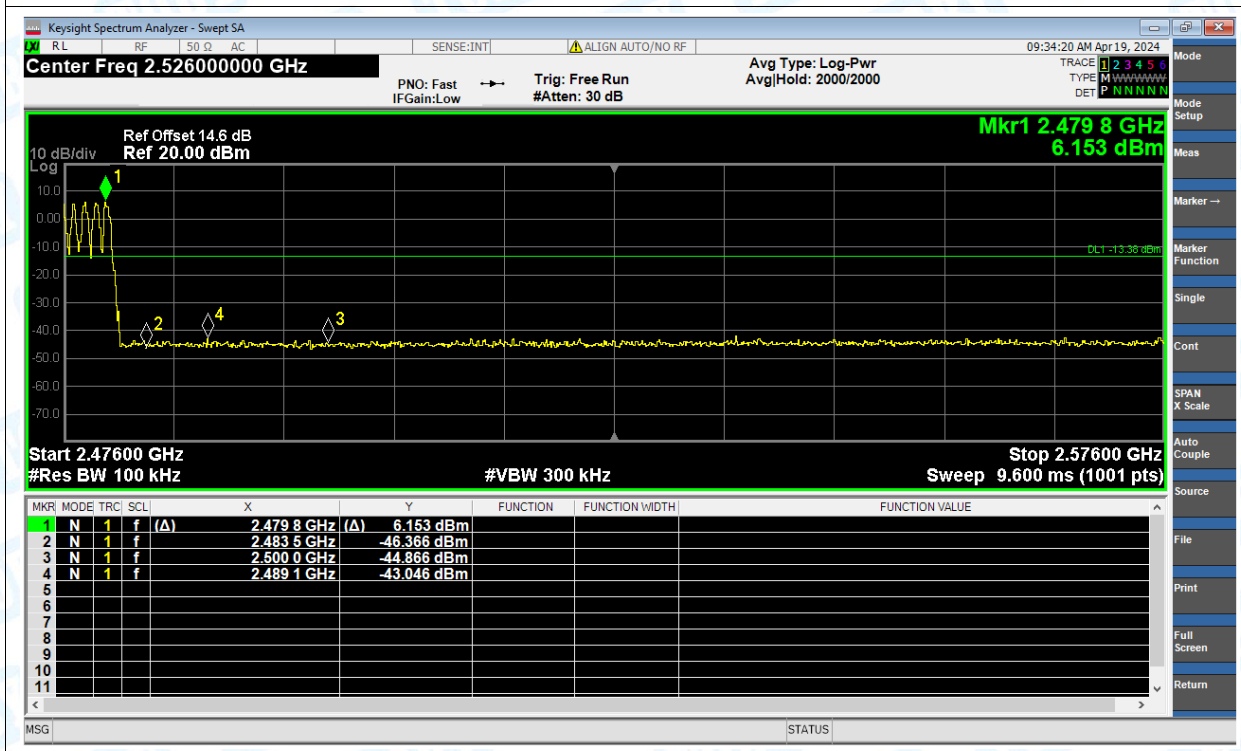 Keysight Spectrum Analyzer - Swept SA
LXI RL RF 50 Ω AC SENSE:INT ALIGN AUTO/NO RF 09:34:20 AM Apr 19, 2024
Center Freq 2.526000000 GHz
PNO: Fast
IFGain:Low
Trig: Free Run
#Atten: 30 dB
Avg Type: Log-Pwr
Avg|Hold: 2000/2000
TRACE 1 2 3 4 5 6
TYPE M WWWWW
DET P N N N N N
Mkr1 2.479 8 GHz
6.153 dBm
Ref Offset 14.6 dB
10 dB/div Ref 20.00 dBm
Log
1
10.0
0.00
-10.0
DL1 -13.38 dBm
-20.0
-30.0
2 4 3
-40.0
-50.0
-60.0
-70.0
Start 2.47600 GHz Stop 2.57600 GHz
#Res BW 100 kHz #VBW 300 kHz Sweep 9.600 ms (1001 pts)
MKR MODE TRC SCL X Y FUNCTION FUNCTION WIDTH FUNCTION VALUE
1 N 1 f (Δ) 2.479 8 GHz (Δ) 6.153 dBm
2 N 1 f 2.483 5 GHz -46.366 dBm
3 N 1 f 2.500 0 GHz -44.866 dBm
4 N 1 f 2.489 1 GHz -43.046 dBm
5
6
7
8
9
10
11
MSG STATUS
Mode
Mode
Setup
Meas
Marker →
Marker
Function
Single
Cont
SPAN
X Scale
Auto
Couple
Source
File
Print
Full
Screen
Return